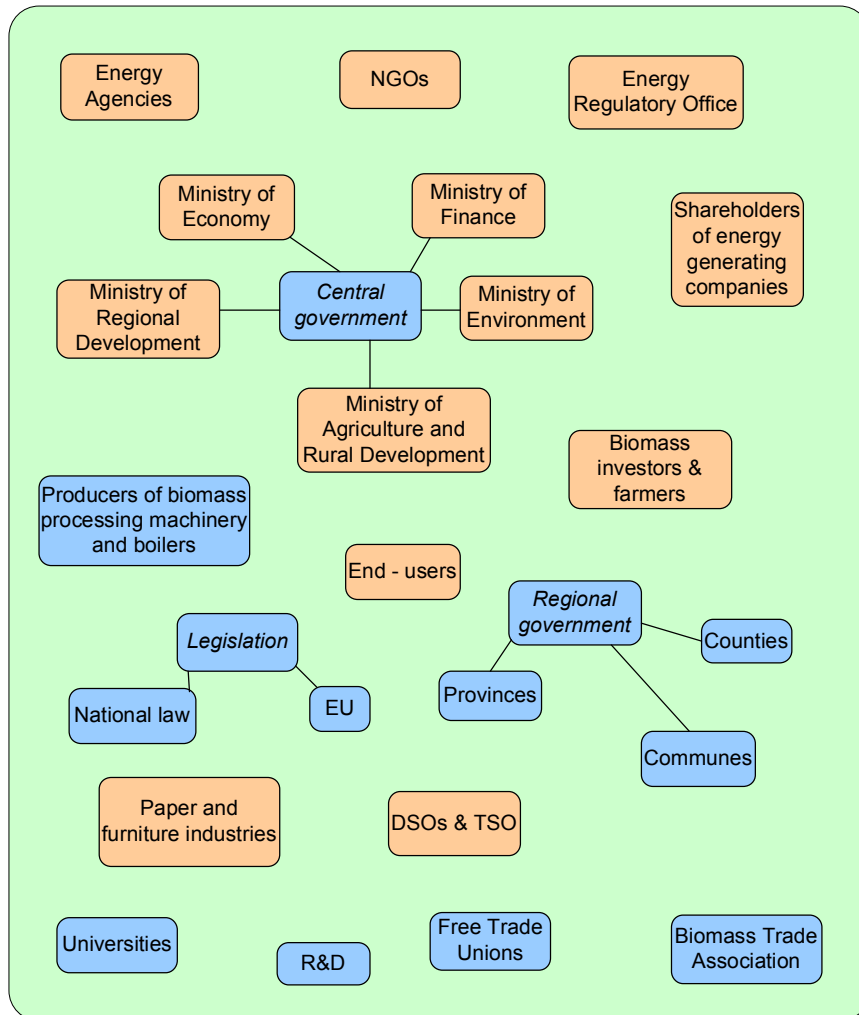 Energy
Agencies
NGOs
Energy
Regulatory Office
Ministry of
Economy
Ministry of
Finance
Shareholders
of energy
generating
companies
Ministry of
Regional
Development
Central
government
Ministry of
Environment
Ministry of
Agriculture and
Rural Development
Biomass
investors &
farmers
Producers of biomass
processing machinery
and boilers
End - users
Regional
government
Counties
Legislation
Provinces
National law
EU
Communes
Paper and
furniture industries
DSOs & TSO
Universities
R&D
Free Trade
Unions
Biomass Trade
Association